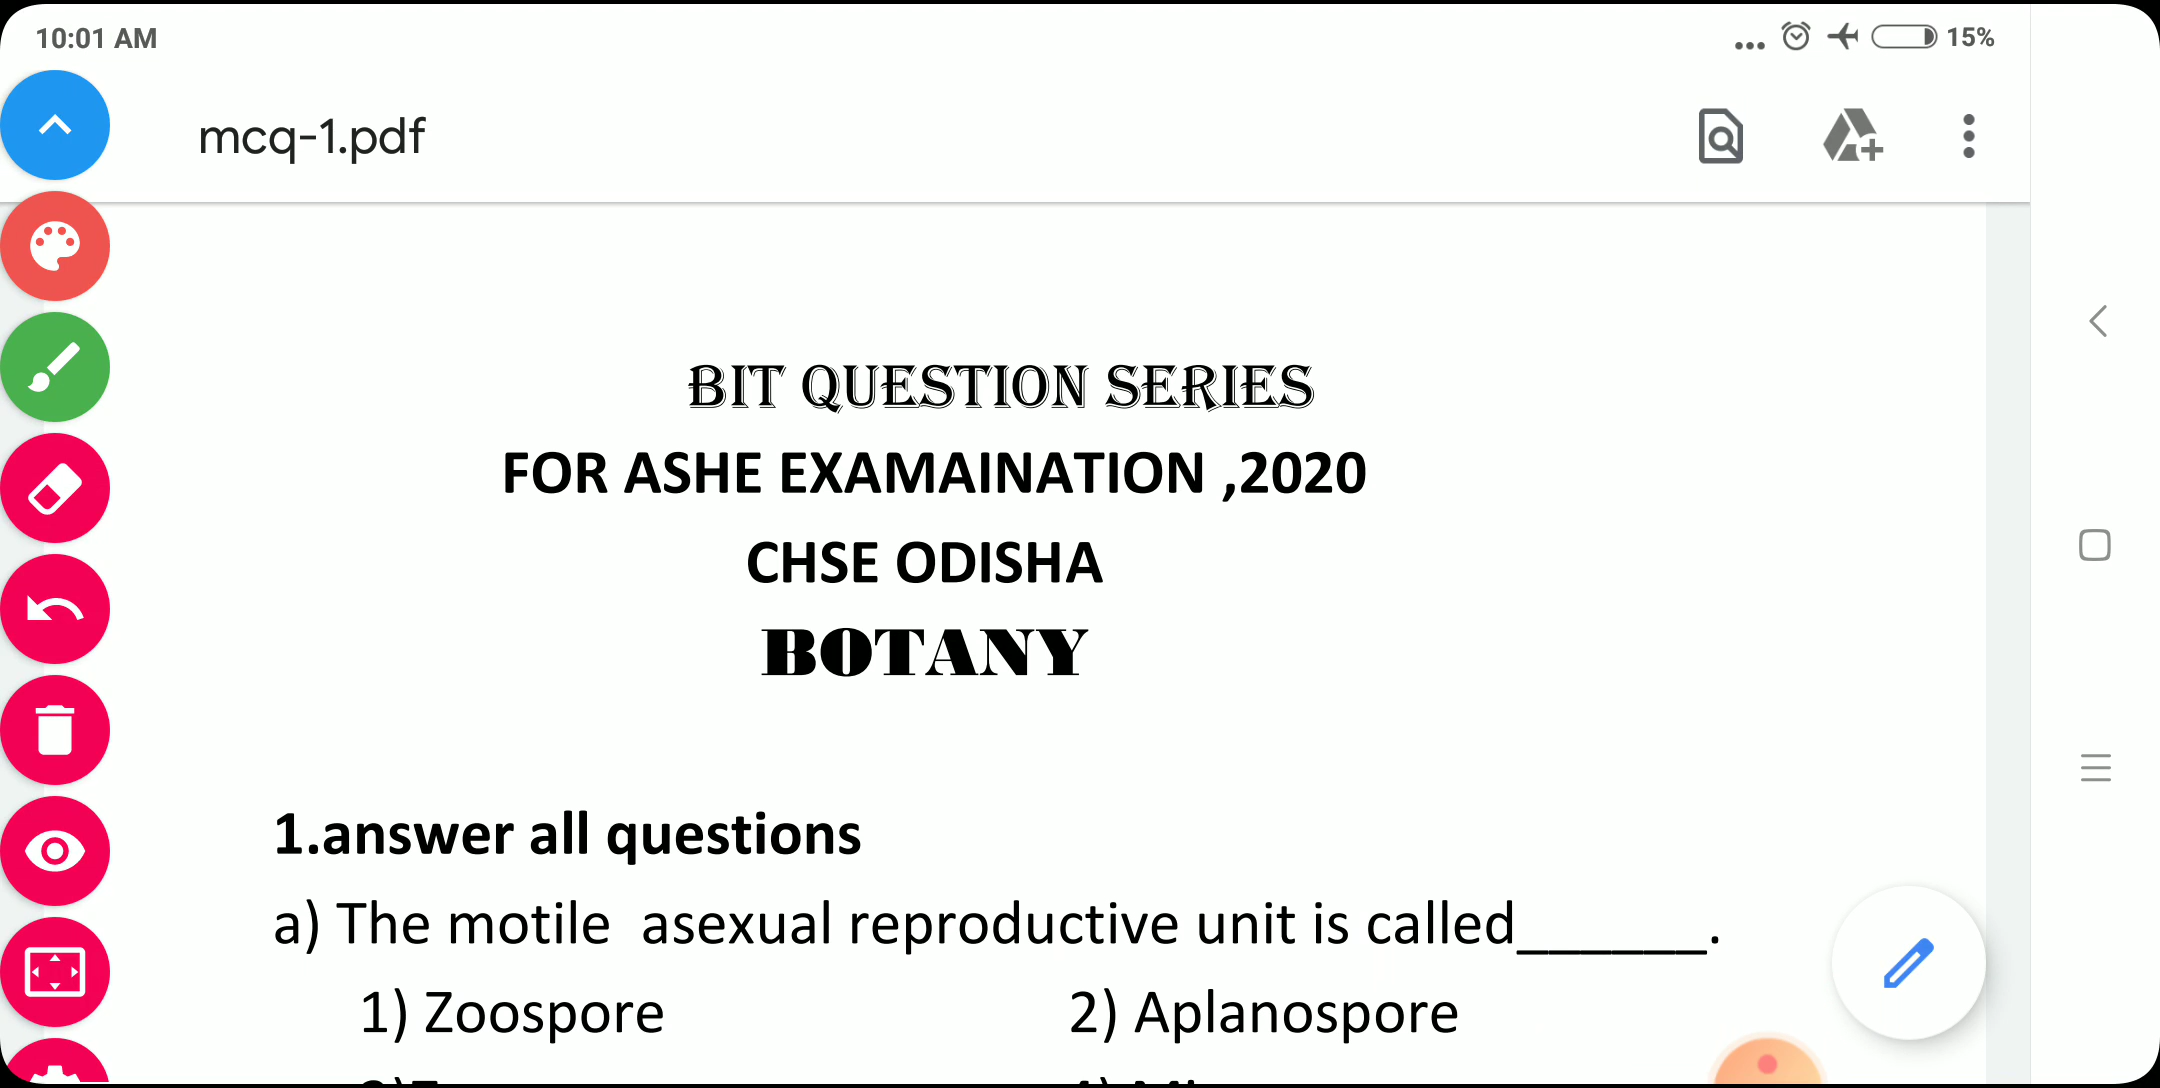 10:01 AM
15%
mcq-1.pdf
BIT QUESTION SERIES
FOR ASHE EXAMAINATION ,2020
CHSE ODISHA
BOTANY
1.answer all questions
a) The motile asexual reproductive unit is called______.
1) Zoospore 2) Aplanospore